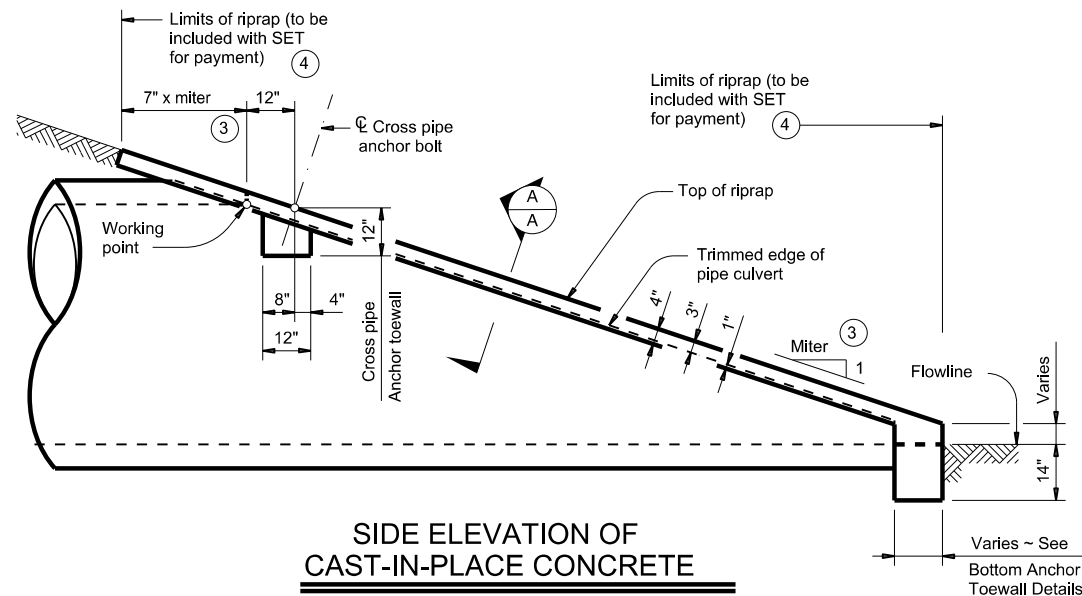 Limits of riprap (to be
included with SET
for payment)
4
7" x miter
12"
3
℄ Cross pipe
anchor bolt
Limits of riprap (to be
included with SET
for payment)
4
A
A
Top of riprap
Working
point
12"
Trimmed edge of
pipe culvert
8"
4"
12"
Cross pipe
Anchor toewall
4"
3"
1"
3
Miter
1
Flowline
Varies
14"
SIDE ELEVATION OF
CAST-IN-PLACE CONCRETE
Varies ~ See
Bottom Anchor
Toewall Details